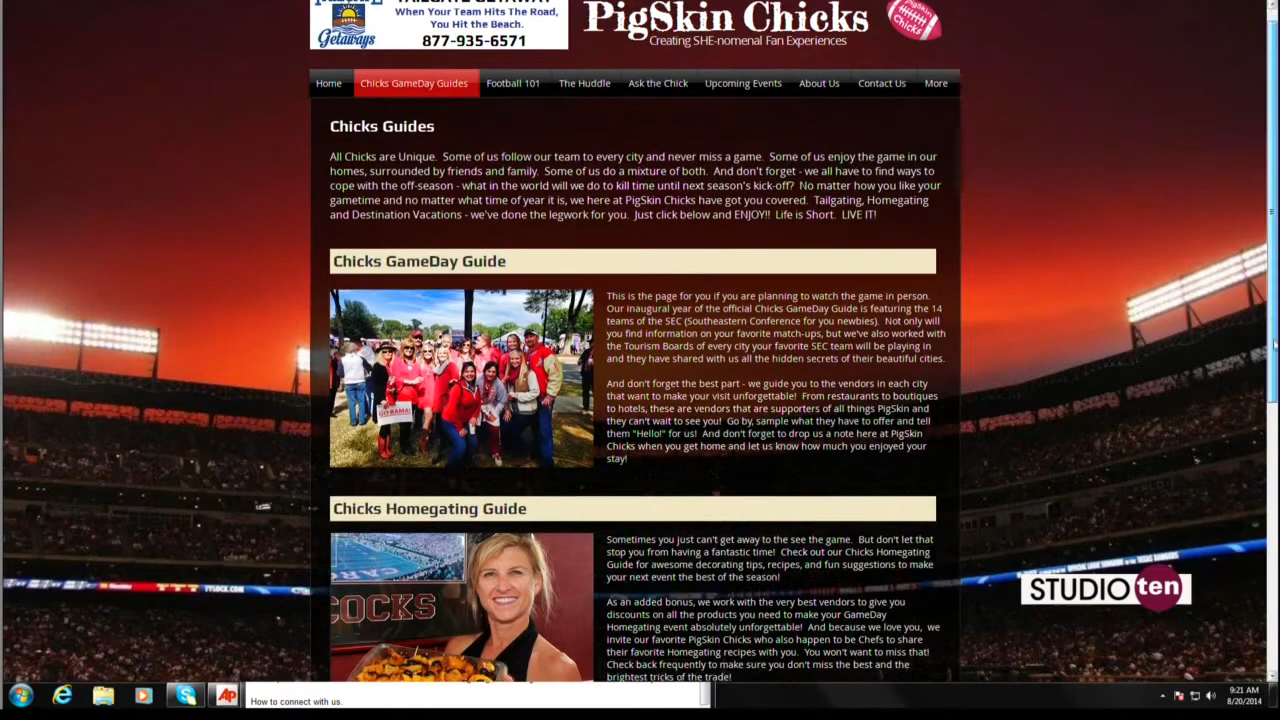 TAILGATE GETAWAY
When Your Team Hits The Road,
You Hit the Beach.
Getaways
877-935-6571
PigSkin Chicks
Creating SHE-nomenal Fan Experiences
PigSkin
Chicks
Home Chicks GameDay Guides Football 101 The Huddle Ask the Chick Upcoming Events About Us Contact Us More
Chicks Guides
All Chicks are Unique. Some of us follow our team to every city and never miss a game. Some of us enjoy the game in our
homes, surrounded by friends and family. Some of us do a mixture of both. And don't forget - we all have to find ways to
cope with the off-season - what in the world will we do to kill time until next season's kick-off? No matter how you like your
gametime and no matter what time of year it is, we here at PigSkin Chicks have got you covered. Tailgating, Homegating
and Destination Vacations - we've done the legwork for you. Just click below and ENJOY!! Life is Short. LIVE IT!
Chicks GameDay Guide
This is the page for you if you are planning to watch the game in person.
Our inaugural year of the official Chicks GameDay Guide is featuring the 14
teams of the SEC (Southeastern Conference for you newbies). Not only will
you find information on your favorite match-ups, but we've also worked with
the Tourism Boards of every city your favorite SEC team will be playing in
and they have shared with us all the hidden secrets of their beautiful cities.
And don't forget the best part - we guide you to the vendors in each city
that want to make your visit unforgettable! From restaurants to boutiques
to hotels, these are vendors that are supporters of all things PigSkin and
they can't wait to see you! Go by, sample what they have to offer and tell
them "Hello!" for us! And don't forget to drop us a note here at PigSkin
Chicks when you get home and let us know how much you enjoyed your
stay!
GO BAMA!
Chicks Homegating Guide
Sometimes you just can't get away to the see the game. But don't let that
stop you from having a fantastic time! Check out our Chicks Homegating
Guide for awesome decorating tips, recipes, and fun suggestions to make
your next event the best of the season!
As an added bonus, we work with the very best vendors to give you
discounts on all the products you need to make your GameDay
Homegating event absolutely unforgettable! And because we love you, we
invite our favorite PigSkin Chicks who also happen to be Chefs to share
their favorite Homegating recipes with you. You won't want to miss that!
Check back frequently to make sure you don't miss the best and the
brightest tricks of the trade!
CAR
COCKS
STUDIO ten
AP
How to connect with us.
9:21 AM
8/20/2014